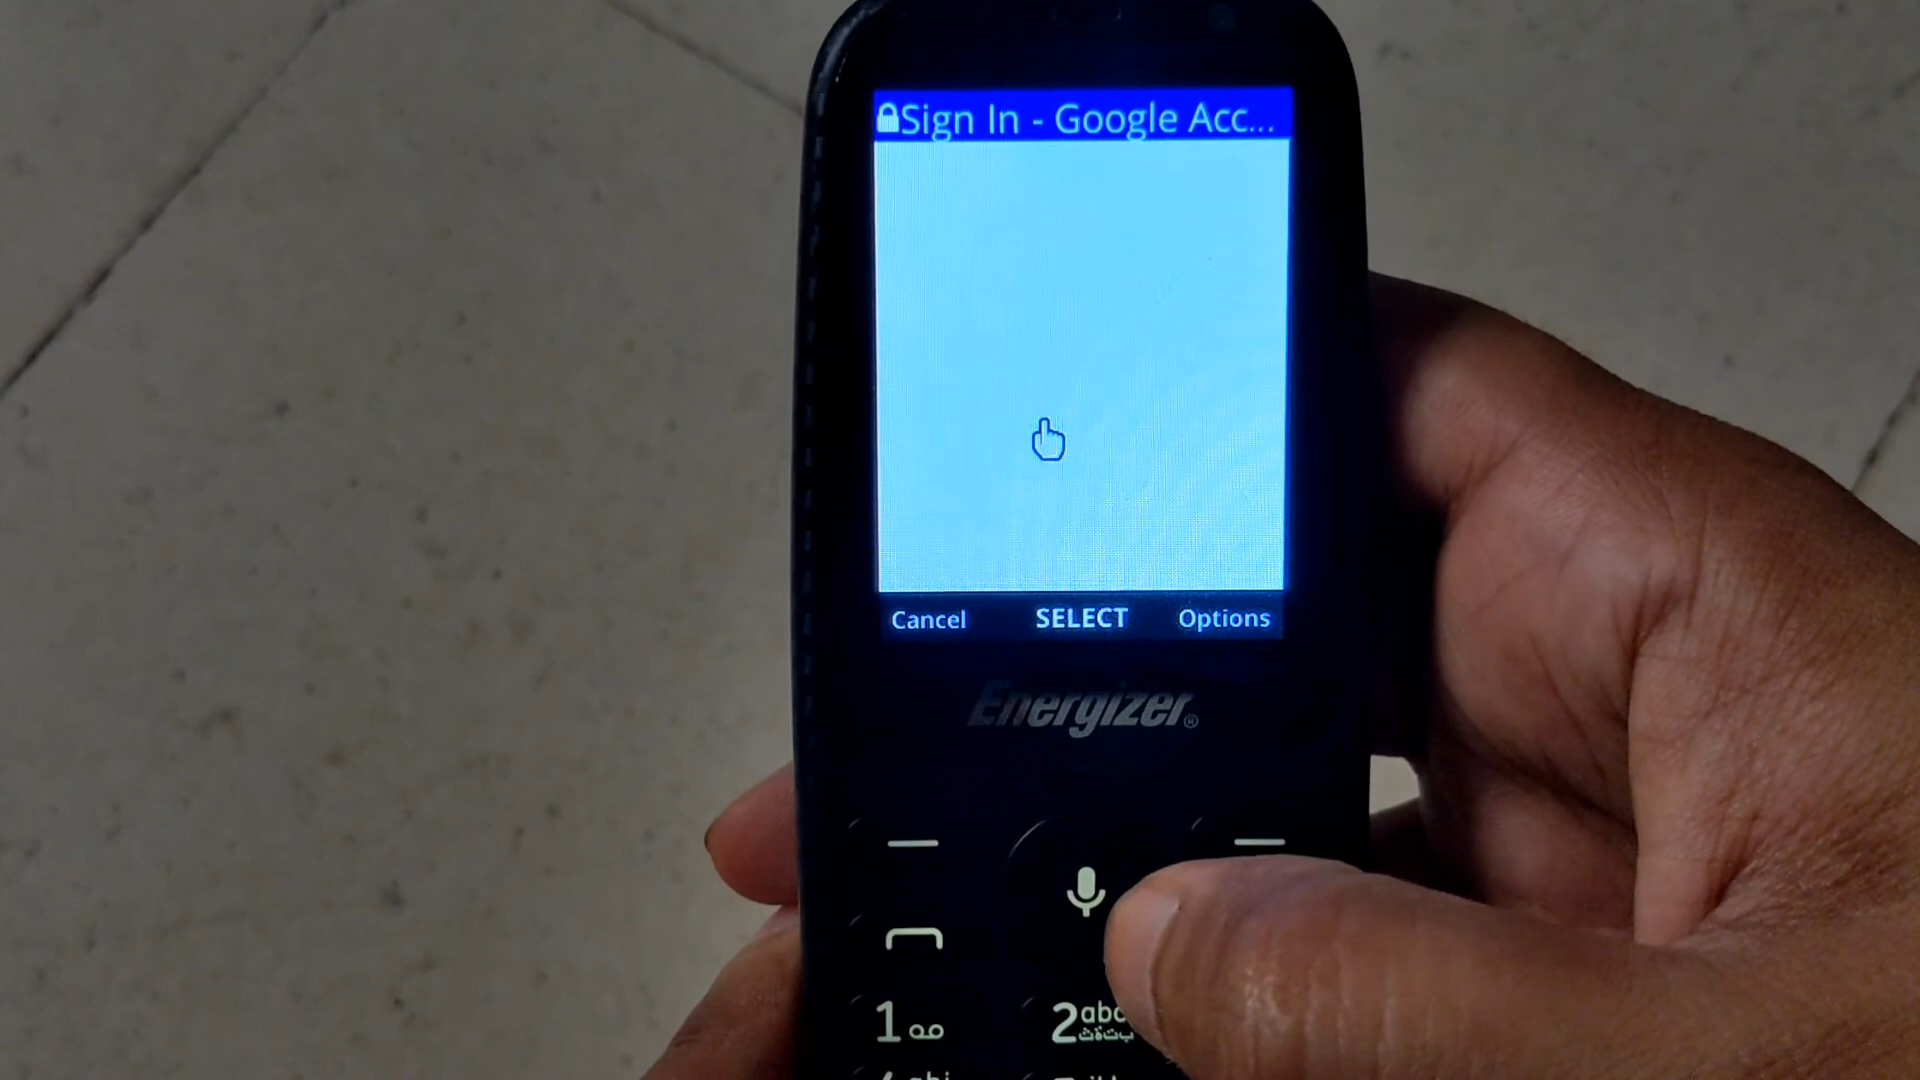 Sign In - Google Acc...
Cancel SELECT Options
Energizer®
1
2abc